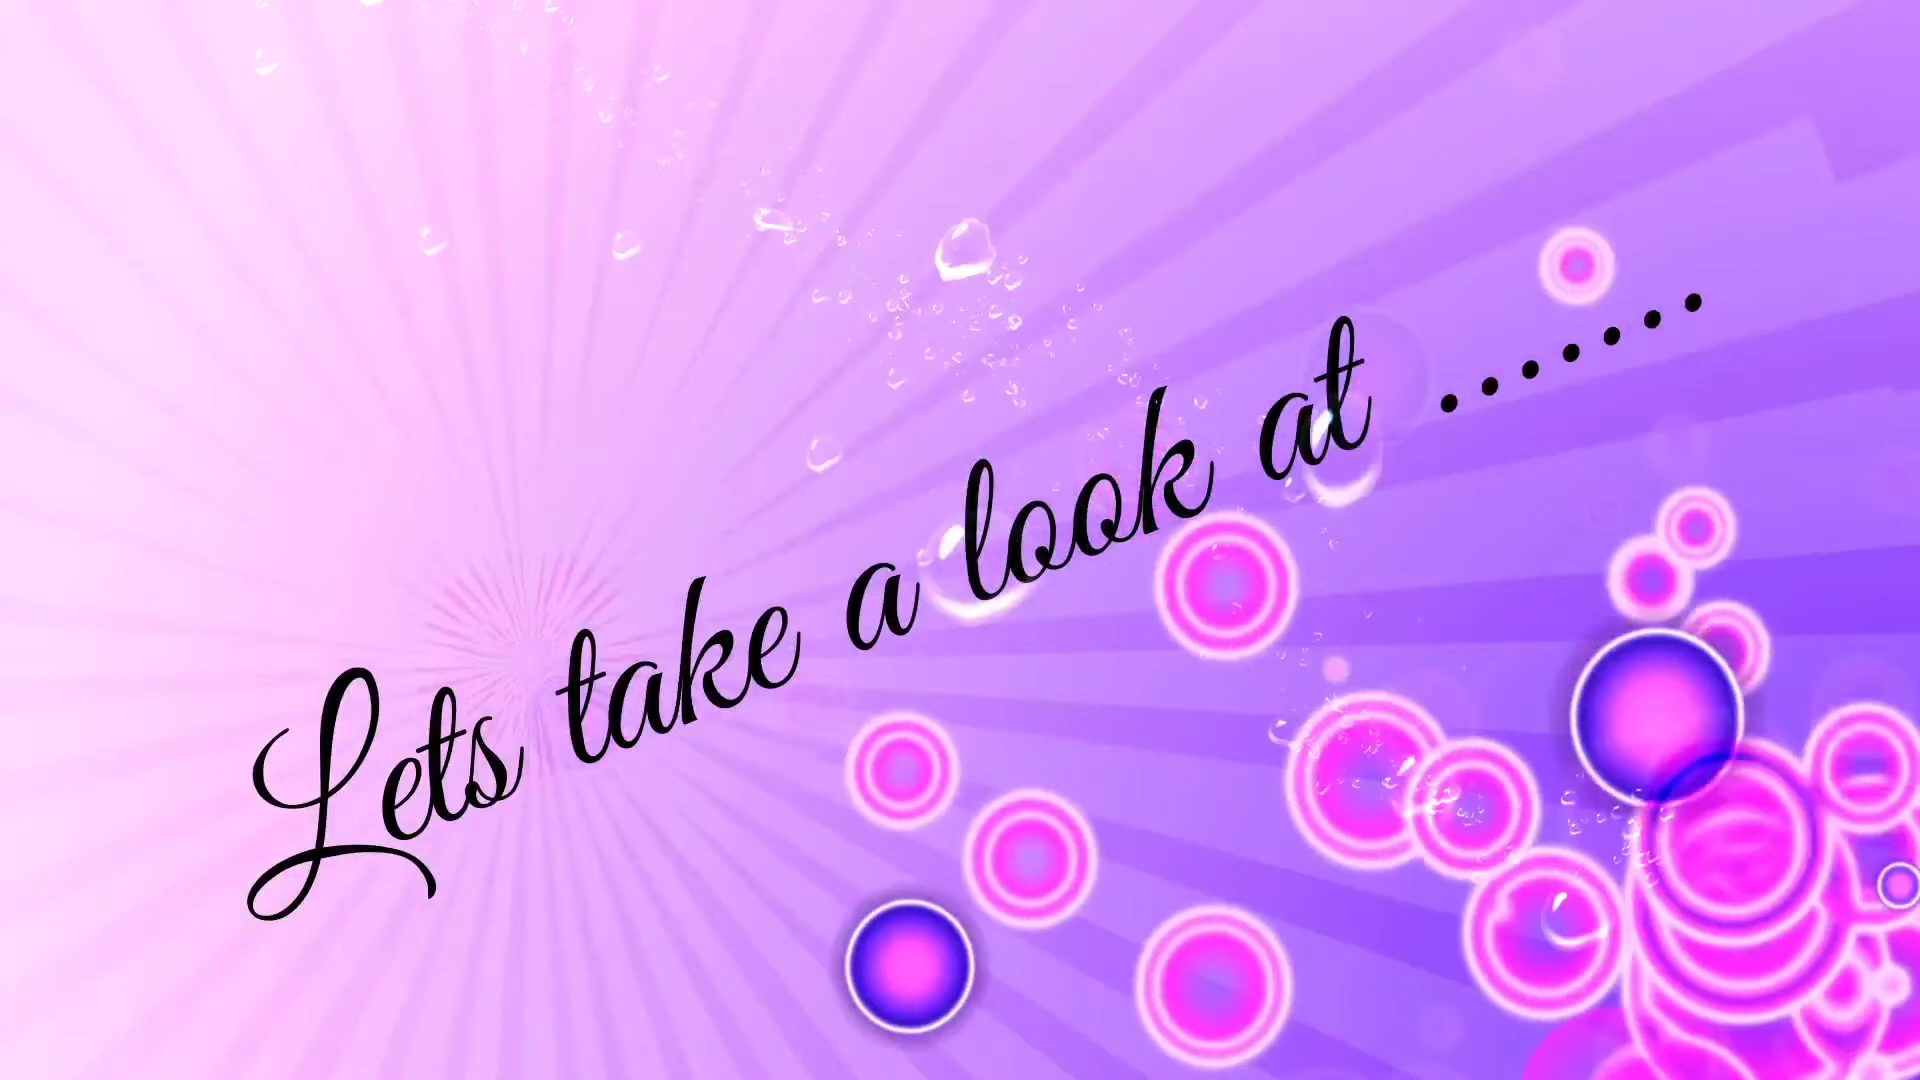 Lets take a look at .......